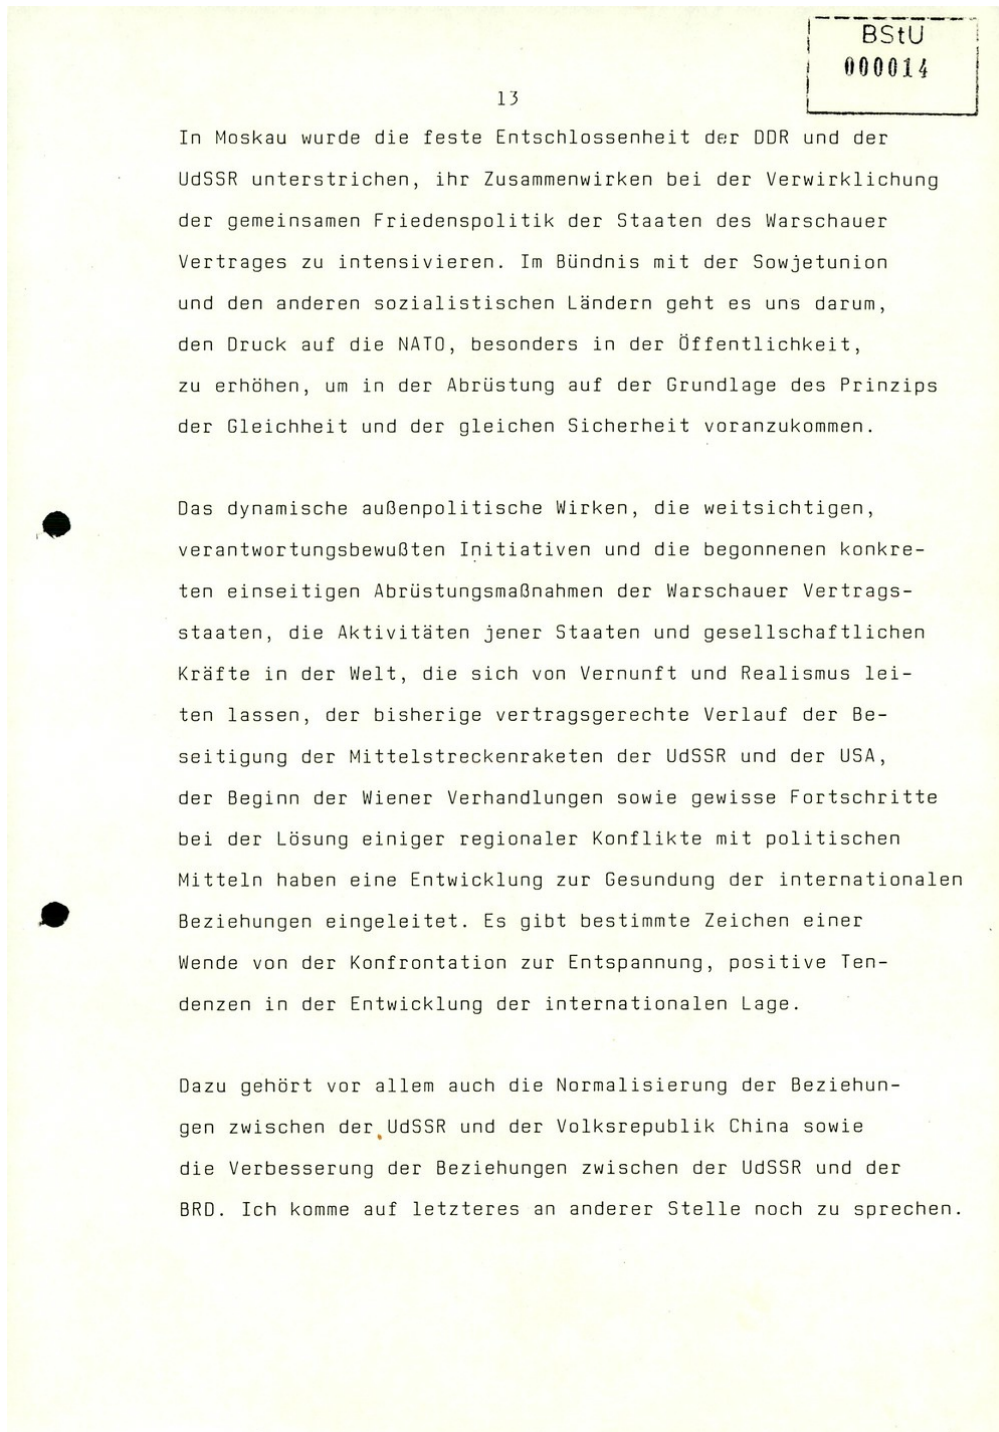 BStU
000014
13
In Moskau wurde die feste Entschlossenheit der DDR und der
UdSSR unterstrichen, ihr Zusammenwirken bei der Verwirklichung
der gemeinsamen Friedenspolitik der Staaten des Warschauer
Vertrages zu intensivieren. Im Bündnis mit der Sowjetunion
und den anderen sozialistischen Ländern geht es uns darum,
den Druck auf die NATO, besonders in der Öffentlichkeit,
zu erhöhen, um in der Abrüstung auf der Grundlage des Prinzips
der Gleichheit und der gleichen Sicherheit voranzukommen.
Das dynamische außenpolitische Wirken, die weitsichtigen,
verantwortungsbewußten Initiativen und die begonnenen konkre-
ten einseitigen Abrüstungsmaßnahmen der Warschauer Vertrags-
staaten, die Aktivitäten jener Staaten und gesellschaftlichen
Kräfte in der Welt, die sich von Vernunft und Realismus lei-
ten lassen, der bisherige vertragsgerechte Verlauf der Be-
seitigung der Mittelstreckenraketen der UdSSR und der USA,
der Beginn der Wiener Verhandlungen sowie gewisse Fortschritte
bei der Lösung einiger regionaler Konflikte mit politischen
Mitteln haben eine Entwicklung zur Gesundung der internationalen
Beziehungen eingeleitet. Es gibt bestimmte Zeichen einer
Wende von der Konfrontation zur Entspannung, positive Ten-
denzen in der Entwicklung der internationalen Lage.
Dazu gehört vor allem auch die Normalisierung der Beziehun-
gen zwischen der UdSSR und der Volksrepublik China sowie
die Verbesserung der Beziehungen zwischen der UdSSR und der
BRD. Ich komme auf letzteres an anderer Stelle noch zu sprechen.